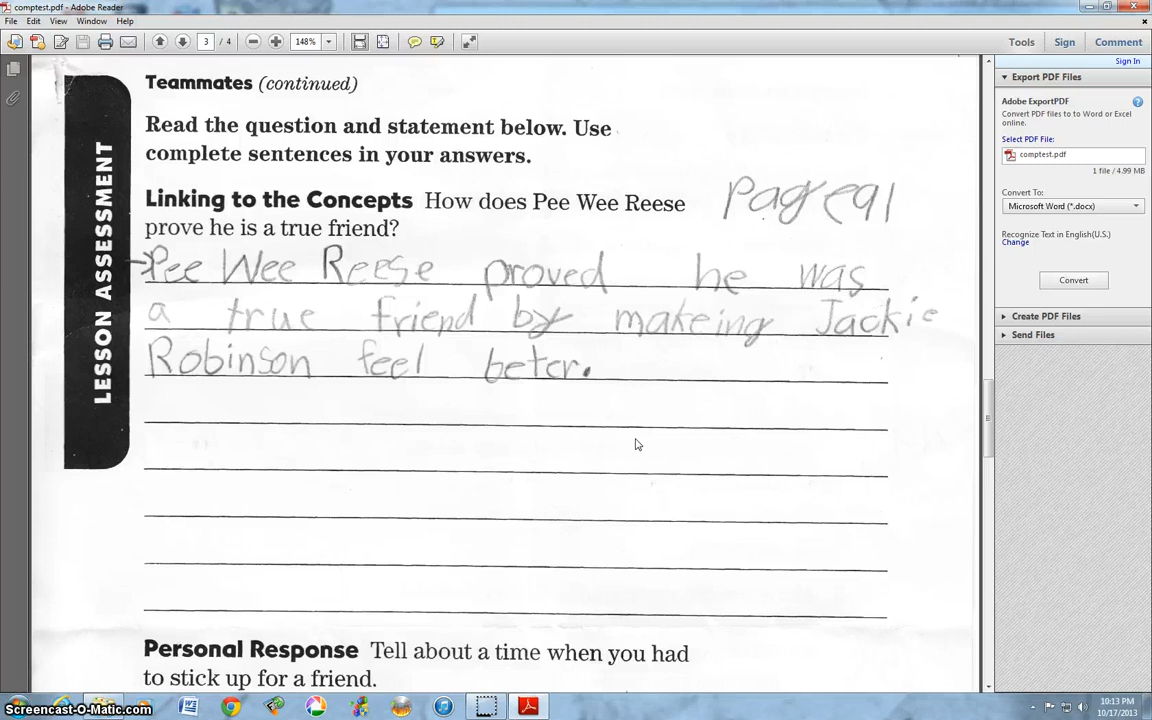 comptest.pdf - Adobe Reader
File Edit View Window Help
3 / 4 148% Tools Sign Comment
Sign In
Export PDF Files
Adobe ExportPDF
Convert PDF files to to Word or Excel
online.
Select PDF File:
comptest.pdf
1 file / 4.99 MB
Convert To:
Microsoft Word (*.docx)
Recognize Text in English(U.S.)
Change
Convert
Create PDF Files
Send Files
LESSON ASSESSMENT
Teammates (continued)
Read the question and statement below. Use
complete sentences in your answers.
Linking to the Concepts How does Pee Wee Reese
prove he is a true friend?
Page 91
Pee Wee Reese proved he was
a true friend by makeing Jackie
Robinson feel beter.
Personal Response Tell about a time when you had
to stick up for a friend.
Screencast-O-Matic.com
10:13 PM
10/17/2013